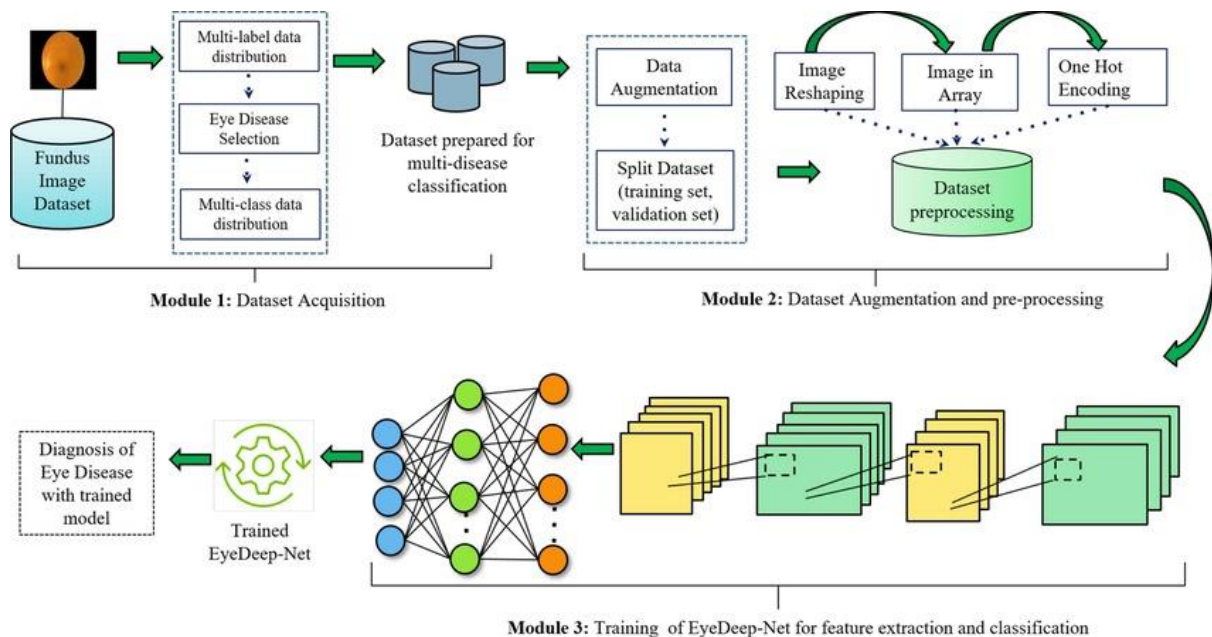 Fundus
Image
Dataset
Multi-label data
distribution
Eye Disease
Selection
Multi-class data
distribution
Dataset prepared for
multi-disease
classification
Module 1: Dataset Acquisition
Data
Augmentation
Split Dataset
(training set,
validation set)
Image
Reshaping
Image in
Array
One Hot
Encoding
Dataset
preprocessing
Module 2: Dataset Augmentation and pre-processing
Diagnosis of
Eye Disease
with trained
model
Trained
EyeDeep-Net
Module 3: Training of EyeDeep-Net for feature extraction and classification